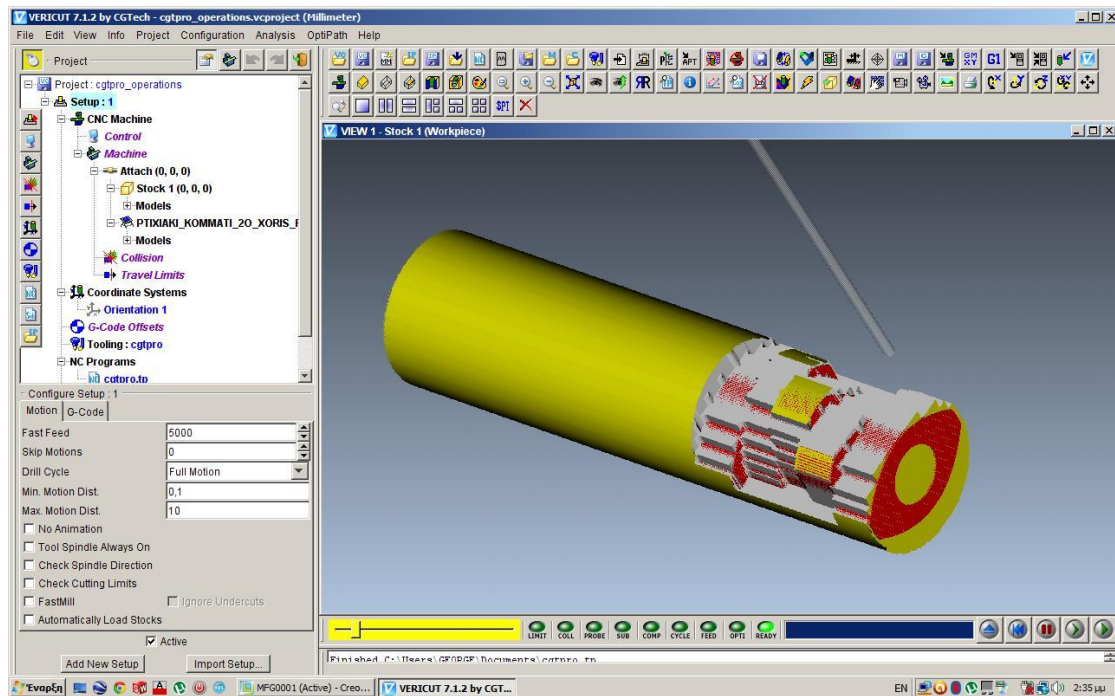 VERICUT 7.1.2 by CGTech - cgtpro_operations.vcproject (Millimeter)
File Edit View Info Project Configuration Analysis OptiPath Help
Project
Project : cgtpro_operations
Setup : 1
CNC Machine
Control
Machine
Attach (0, 0, 0)
Stock 1 (0, 0, 0)
Models
PTIXIAKI_KOMMATI_2O_XORIS_F
Models
Collision
Travel Limits
Coordinate Systems
Orientation 1
G-Code Offsets
Tooling : cgtpro
NC Programs
cgtpro.tp
VIEW 1 - Stock 1 (Workpiece)
Configure Setup : 1
Motion G-Code
Fast Feed 5000
Skip Motions 0
Drill Cycle Full Motion
Min. Motion Dist. 0,1
Max. Motion Dist. 10
No Animation
Tool Spindle Always On
Check Spindle Direction
Check Cutting Limits
FastMill Ignore Undercuts
Automatically Load Stocks
Active
Add New Setup Import Setup...
LIMIT COLL PROBE SUB COMP CYCLE FEED OPTI READY
Finished C:\Users\GEORGE\Documents\cgtpro.tp
Έναρξη MFG0001 (Active) - Creo... VERICUT 7.1.2 by CGT... EN 2:35 μμ